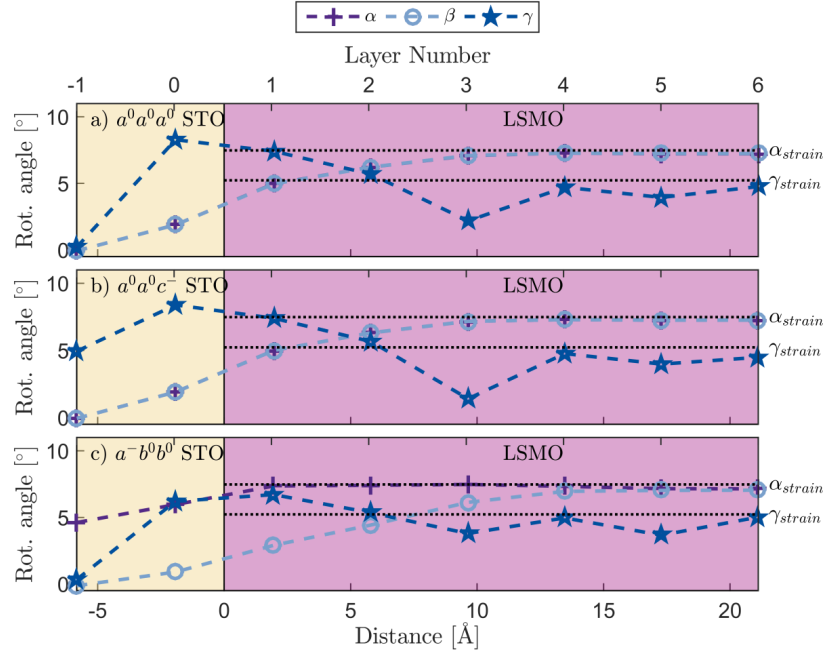 α β γ
Layer Number
-1 0 1 2 3 4 5 6
10
5
0
Rot. angle [°]
a) a⁰a⁰a⁰ STO
LSMO
α_strain
γ_strain
10
5
0
Rot. angle [°]
b) a⁰a⁰c⁻ STO
LSMO
α_strain
γ_strain
10
5
0
Rot. angle [°]
c) a⁻b⁰b⁰ STO
LSMO
α_strain
γ_strain
-5 0 5 10 15 20
Distance [Å]